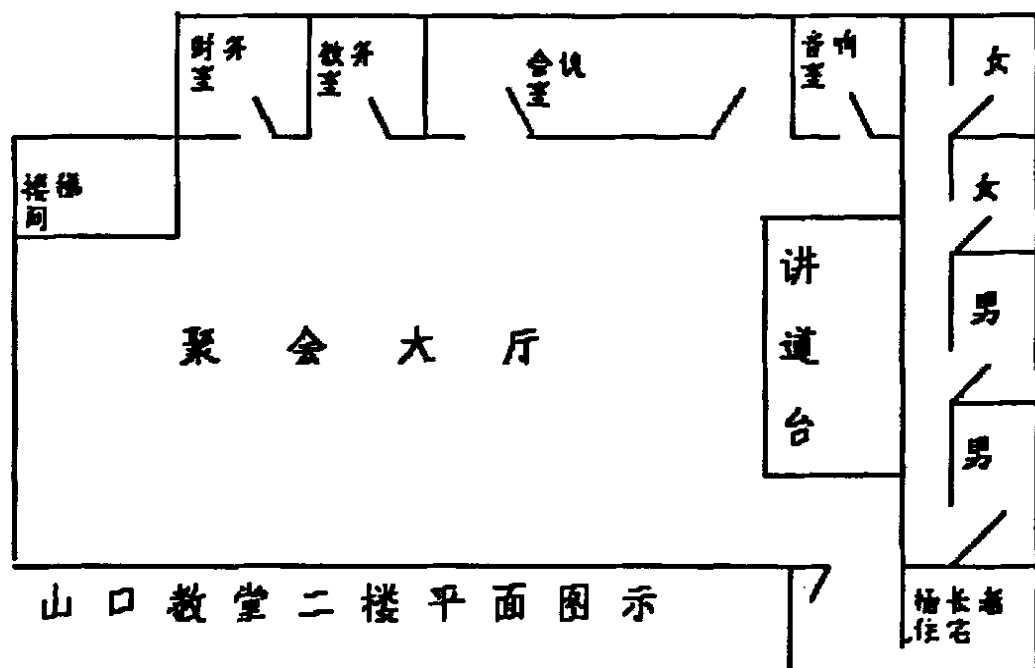 财务
室
教务
室
会议
室
音响
室
女
楼梯
间
女
讲
道
台
男
聚会大厅
男
山口教堂二楼平面图示
长老
住宅